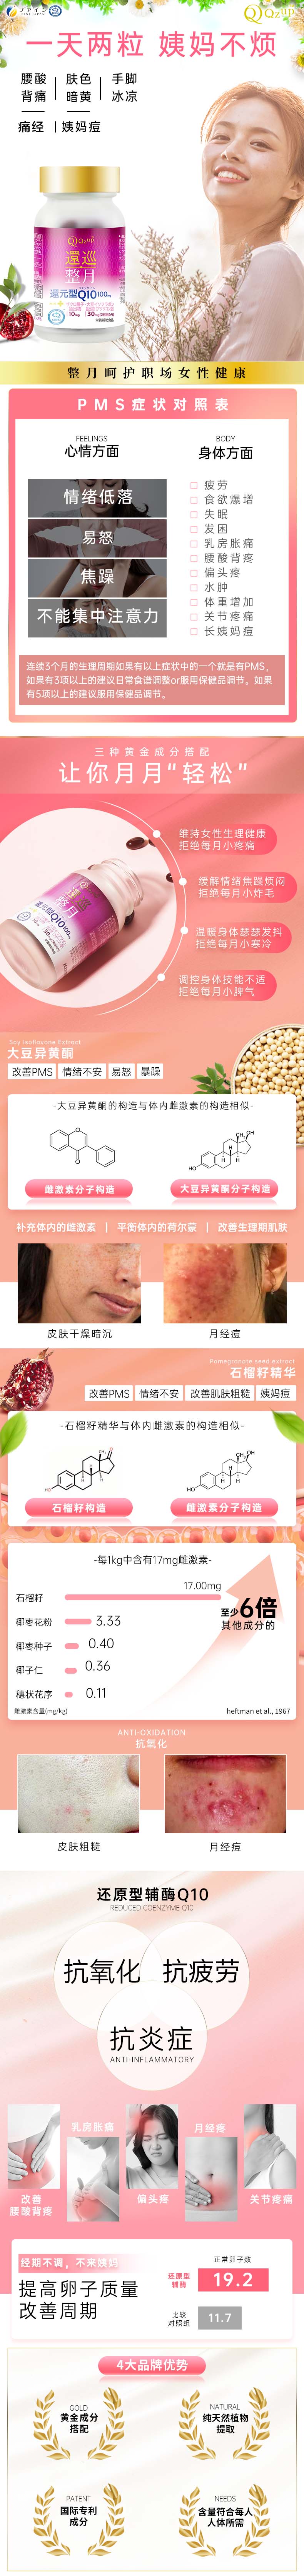 ファイン
FINE JAPAN
QQzup
一天两粒 姨妈不烦
腰酸
背痛
肤色
暗黄
手脚
冰凉
痛经
姨妈痘
QQzup
還巡
整月
還元型Q10 100mg
10mg
30mg
整月呵护职场女性健康
PMS症状对照表
FEELINGS
心情方面
BODY
身体方面
情绪低落
易怒
焦躁
不能集中注意力
疲劳
食欲爆增
失眠
发困
乳房胀痛
腰酸背疼
偏头疼
水肿
体重增加
关节疼痛
长姨妈痘
连续3个月的生理周期如果有以上症状中的一个就是有PMS，
如果有3项以上的建议日常食谱调整or服用保健品调节。如果
有5项以上的建议服用保健品调节。
三种黄金成分搭配
让你月月“轻松”
维持女性生理健康
拒绝每月小疼痛
缓解情绪焦躁烦闷
拒绝每月小炸毛
温暖身体瑟瑟发抖
拒绝每月小寒冷
调控身体技能不适
拒绝每月小脾气
還巡
整月
還元型Q10
Soy Isoflavone Extract
大豆异黄酮
改善PMS
情绪不安
易怒
暴躁
-大豆异黄酮的构造与体内雌激素的构造相似-
雌激素分子构造
大豆异黄酮分子构造
补充体内的雌激素 | 平衡体内的荷尔蒙 | 改善生理期肌肤
皮肤干燥暗沉
月经痘
Pomegranate seed extract
石榴籽精华
改善PMS
情绪不安
改善肌肤粗糙
姨妈痘
-石榴籽精华与体内雌激素的构造相似-
石榴籽构造
雌激素分子构造
-每1kg中含有17mg雌激素-
17.00mg
至少6倍
其他成分的
石榴籽
椰枣花粉 3.33
椰枣种子 0.40
椰子仁 0.36
穗状花序 0.11
雌激素含量(mg/kg)
heftman et al., 1967
ANTI-OXIDATION
抗氧化
皮肤粗糙
月经痘
还原型辅酶Q10
REDUCED COENZYME Q10
抗氧化
抗疲劳
抗炎症
ANTI-INFLAMMATORY
乳房胀痛
月经疼
改善
腰酸背疼
偏头疼
关节疼痛
经期不调，不来姨妈
提高卵子质量
改善周期
正常卵子数
还原型
辅酶
19.2
比较
对照组
11.7
4大品牌优势
GOLD
黄金成分
搭配
NATURAL
纯天然植物
提取
PATENT
国际专利
成分
NEEDS
含量符合每人
人体所需